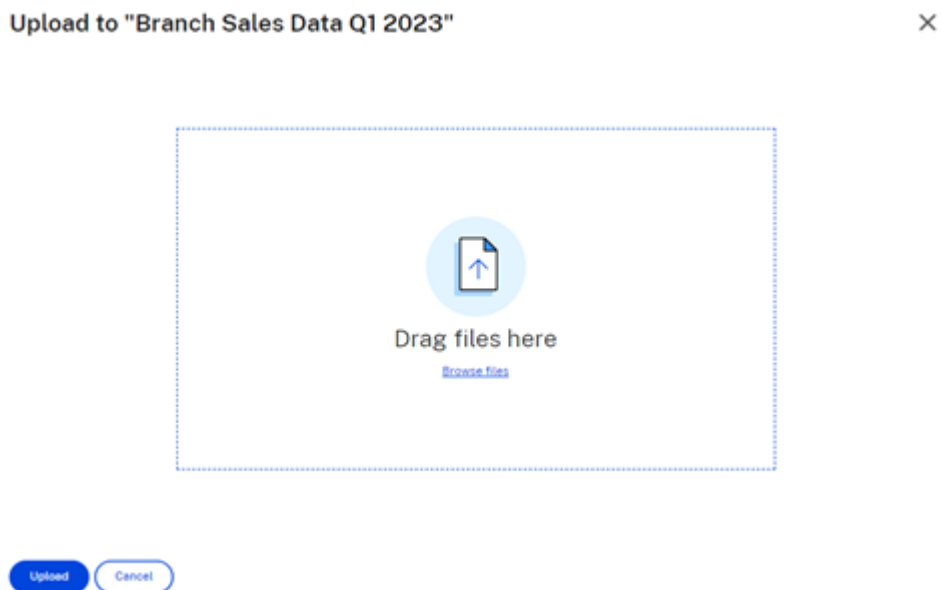 Upload to "Branch Sales Data Q1 2023"
Drag files here
Browse files
Upload
Cancel